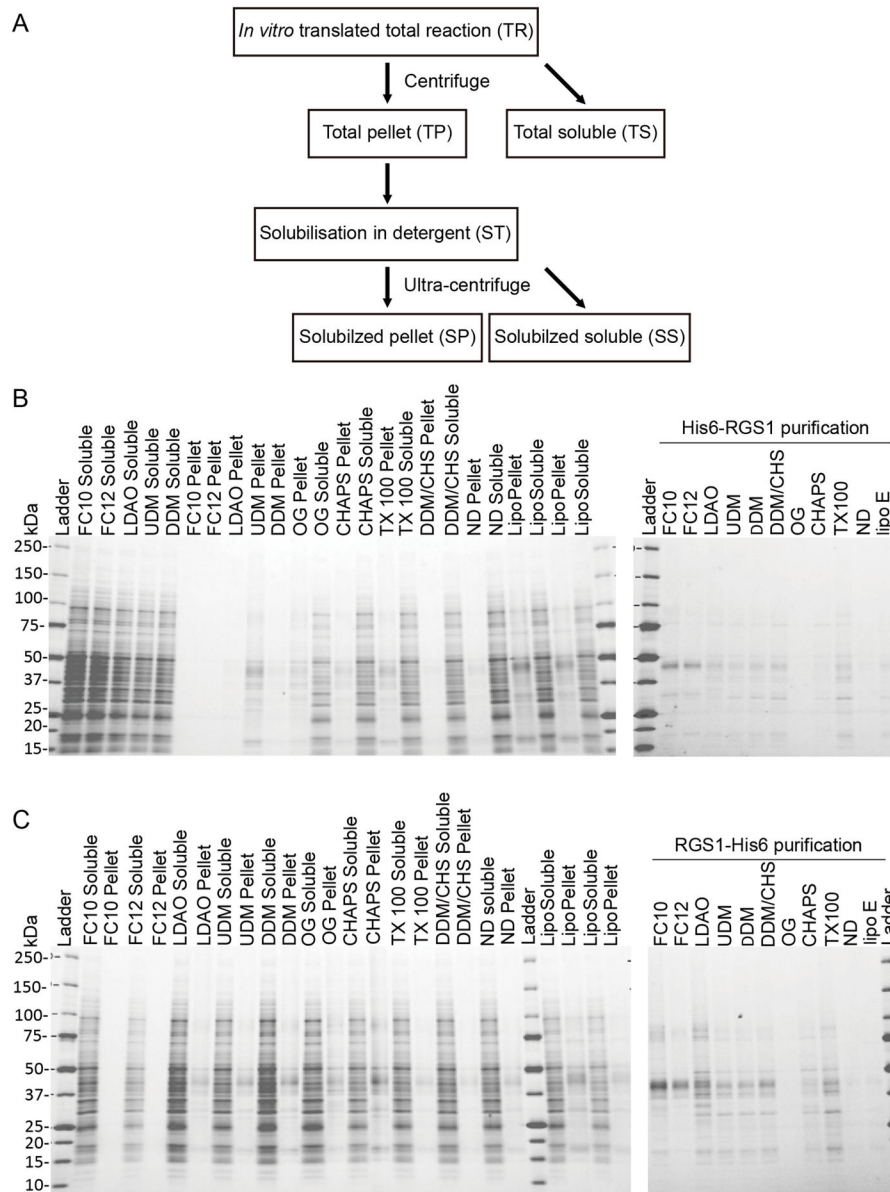 A
In vitro translated total reaction (TR)
Centrifuge
Total pellet (TP)
Total soluble (TS)
Solubilisation in detergent (ST)
Ultra-centrifuge
Solubilzed pellet (SP)
Solubilzed soluble (SS)
B
kDa
Ladder
FC10 Soluble
FC12 Soluble
LDAO Soluble
UDM Soluble
DDM Soluble
FC10 Pellet
FC12 Pellet
LDAO Pellet
UDM Pellet
DDM Pellet
OG Pellet
OG Soluble
CHAPS Pellet
CHAPS Soluble
TX 100 Pellet
TX 100 Soluble
DDM/CHS Pellet
DDM/CHS Soluble
ND Pellet
ND Soluble
LipoPellet
LipoSoluble
LipoPellet
LipoSoluble
250-
150-
100-
75-
50-
37-
25-
20-
15-
His6-RGS1 purification
Ladder
FC10
FC12
LDAO
UDM
DDM
DDM/CHS
OG
CHAPS
TX100
ND
lipo E
C
kDa
Ladder
FC10 Soluble
FC10 Pellet
FC12 Soluble
FC12 Pellet
LDAO Soluble
LDAO Pellet
UDM Soluble
UDM Pellet
DDM Soluble
DDM Pellet
OG Soluble
OG Pellet
CHAPS Soluble
CHAPS Pellet
TX 100 Soluble
TX 100 Pellet
DDM/CHS Soluble
DDM/CHS Pellet
ND soluble
ND Pellet
Ladder
LipoSoluble
LipoPellet
LipoSoluble
LipoPellet
250-
150-
100-
75-
50-
37-
25-
20-
15-
10-
RGS1-His6 purification
FC10
FC12
LDAO
UDM
DDM
DDM/CHS
OG
CHAPS
TX100
ND
lipo E
Ladder